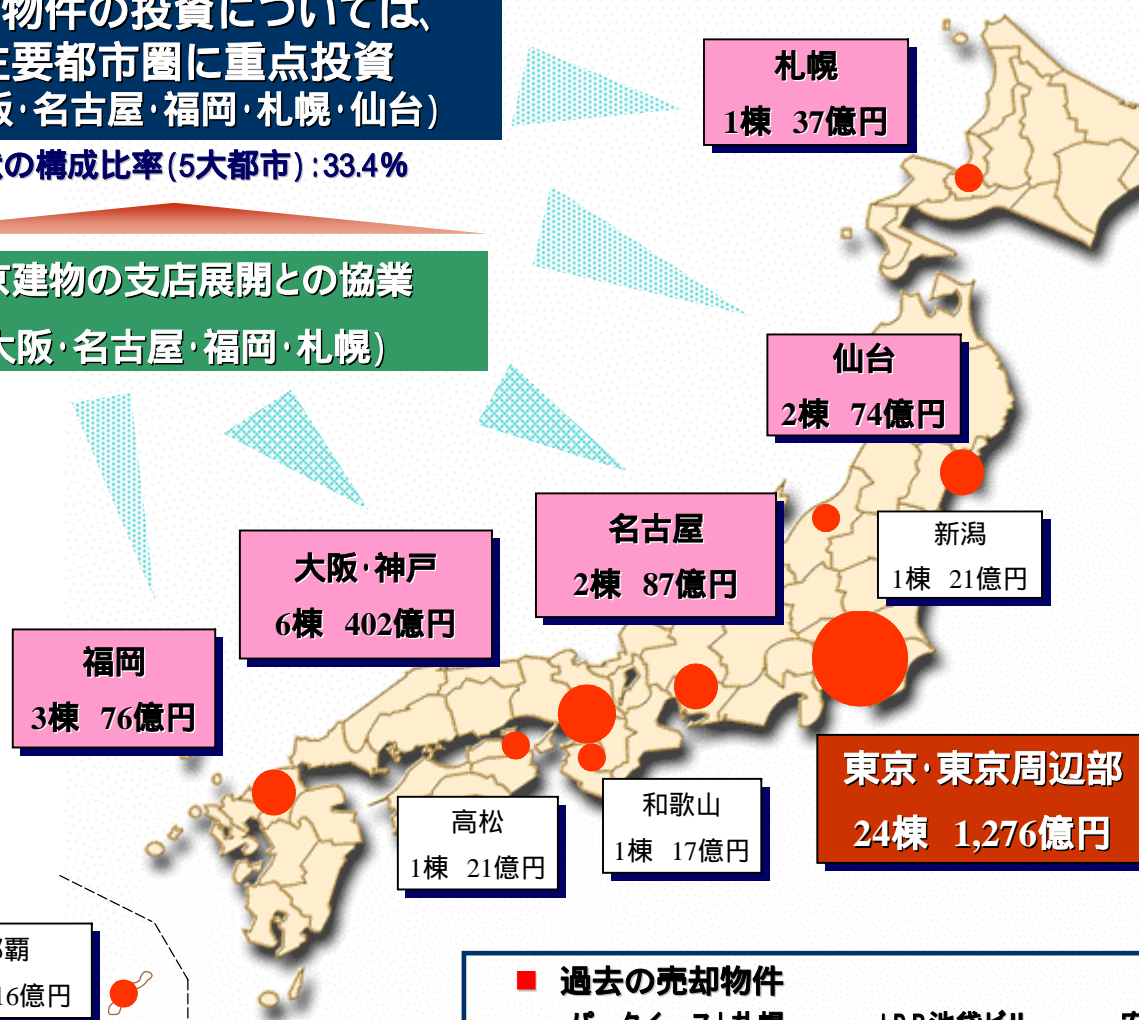 物件の投資については、
主要都市圏に重点投資
阪･名古屋･福岡･札幌･仙台)
の構成比率(5大都市):33.4%
京建物の支店展開との協業
大阪･名古屋･福岡･札幌)
札幌
1棟 37億円
仙台
2棟 74億円
新潟
1棟 21億円
名古屋
2棟 87億円
大阪･神戸
6棟 402億円
福岡
3棟 76億円
東京･東京周辺部
24棟 1,276億円
和歌山
1棟 17億円
高松
1棟 21億円
覇
16億円
■ 過去の売却物件